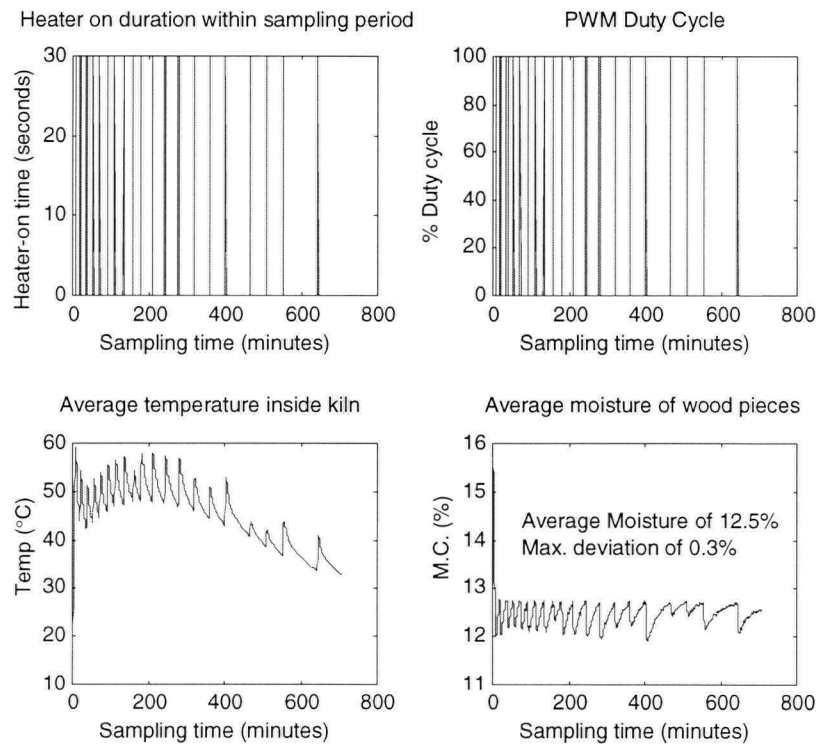 Heater on duration within sampling period
Heater-on time (seconds)
30
20
10
0
0 200 400 600 800
Sampling time (minutes)
PWM Duty Cycle
% Duty cycle
100
80
60
40
20
0
0 200 400 600 800
Sampling time (minutes)
Average temperature inside kiln
Temp (°C)
60
50
40
30
20
10
0 200 400 600 800
Sampling time (minutes)
Average moisture of wood pieces
M.C. (%)
16
15
14
13
12
11
Average Moisture of 12.5%
Max. deviation of 0.3%
0 200 400 600 800
Sampling time (minutes)